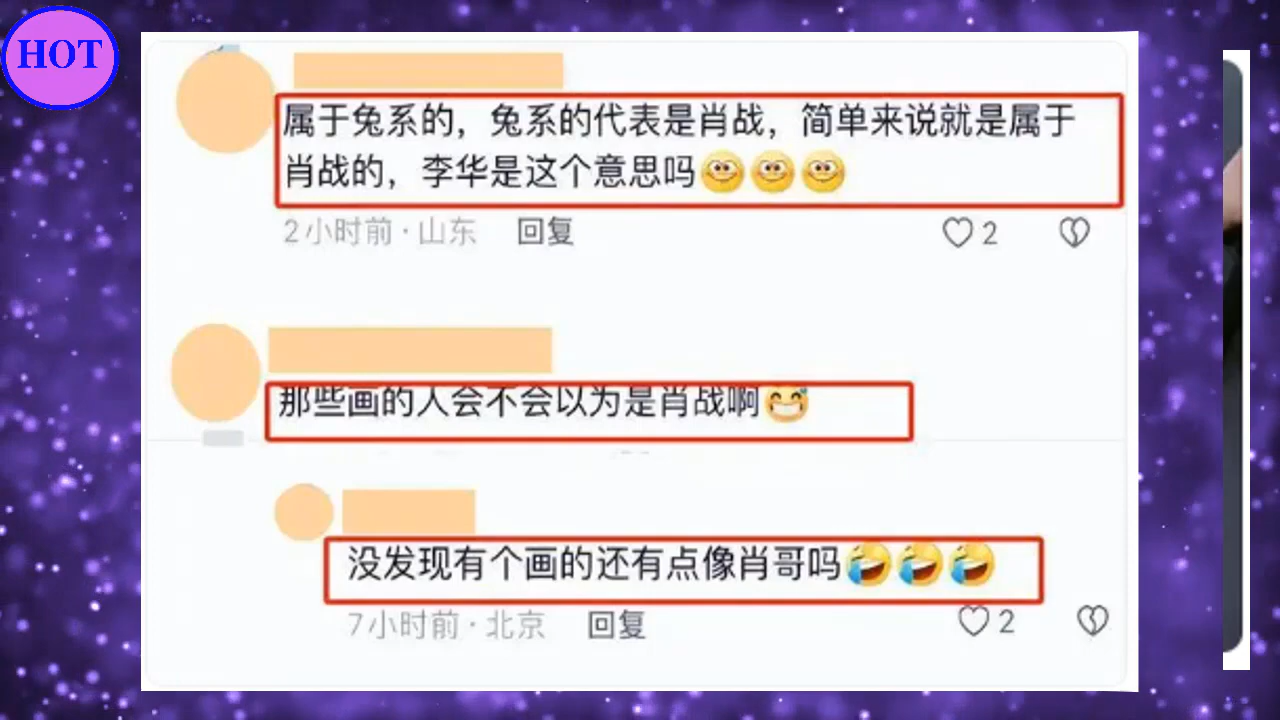 HOT
属于兔系的，兔系的代表是肖战，简单来说就是属于
肖战的，李华是这个意思吗
2小时前·山东 回复
2
那些画的人会不会以为是肖战啊
没发现有个画的还有点像肖哥吗
7小时前·北京 回复
2